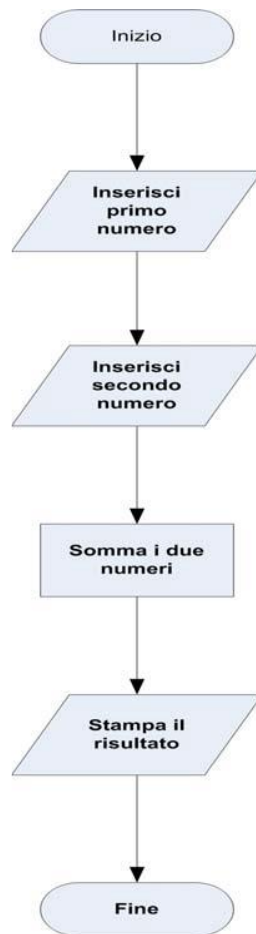 Inizio
Inserisci
primo
numero
Inserisci
secondo
numero
Somma i due
numeri
Stampa il
risultato
Fine